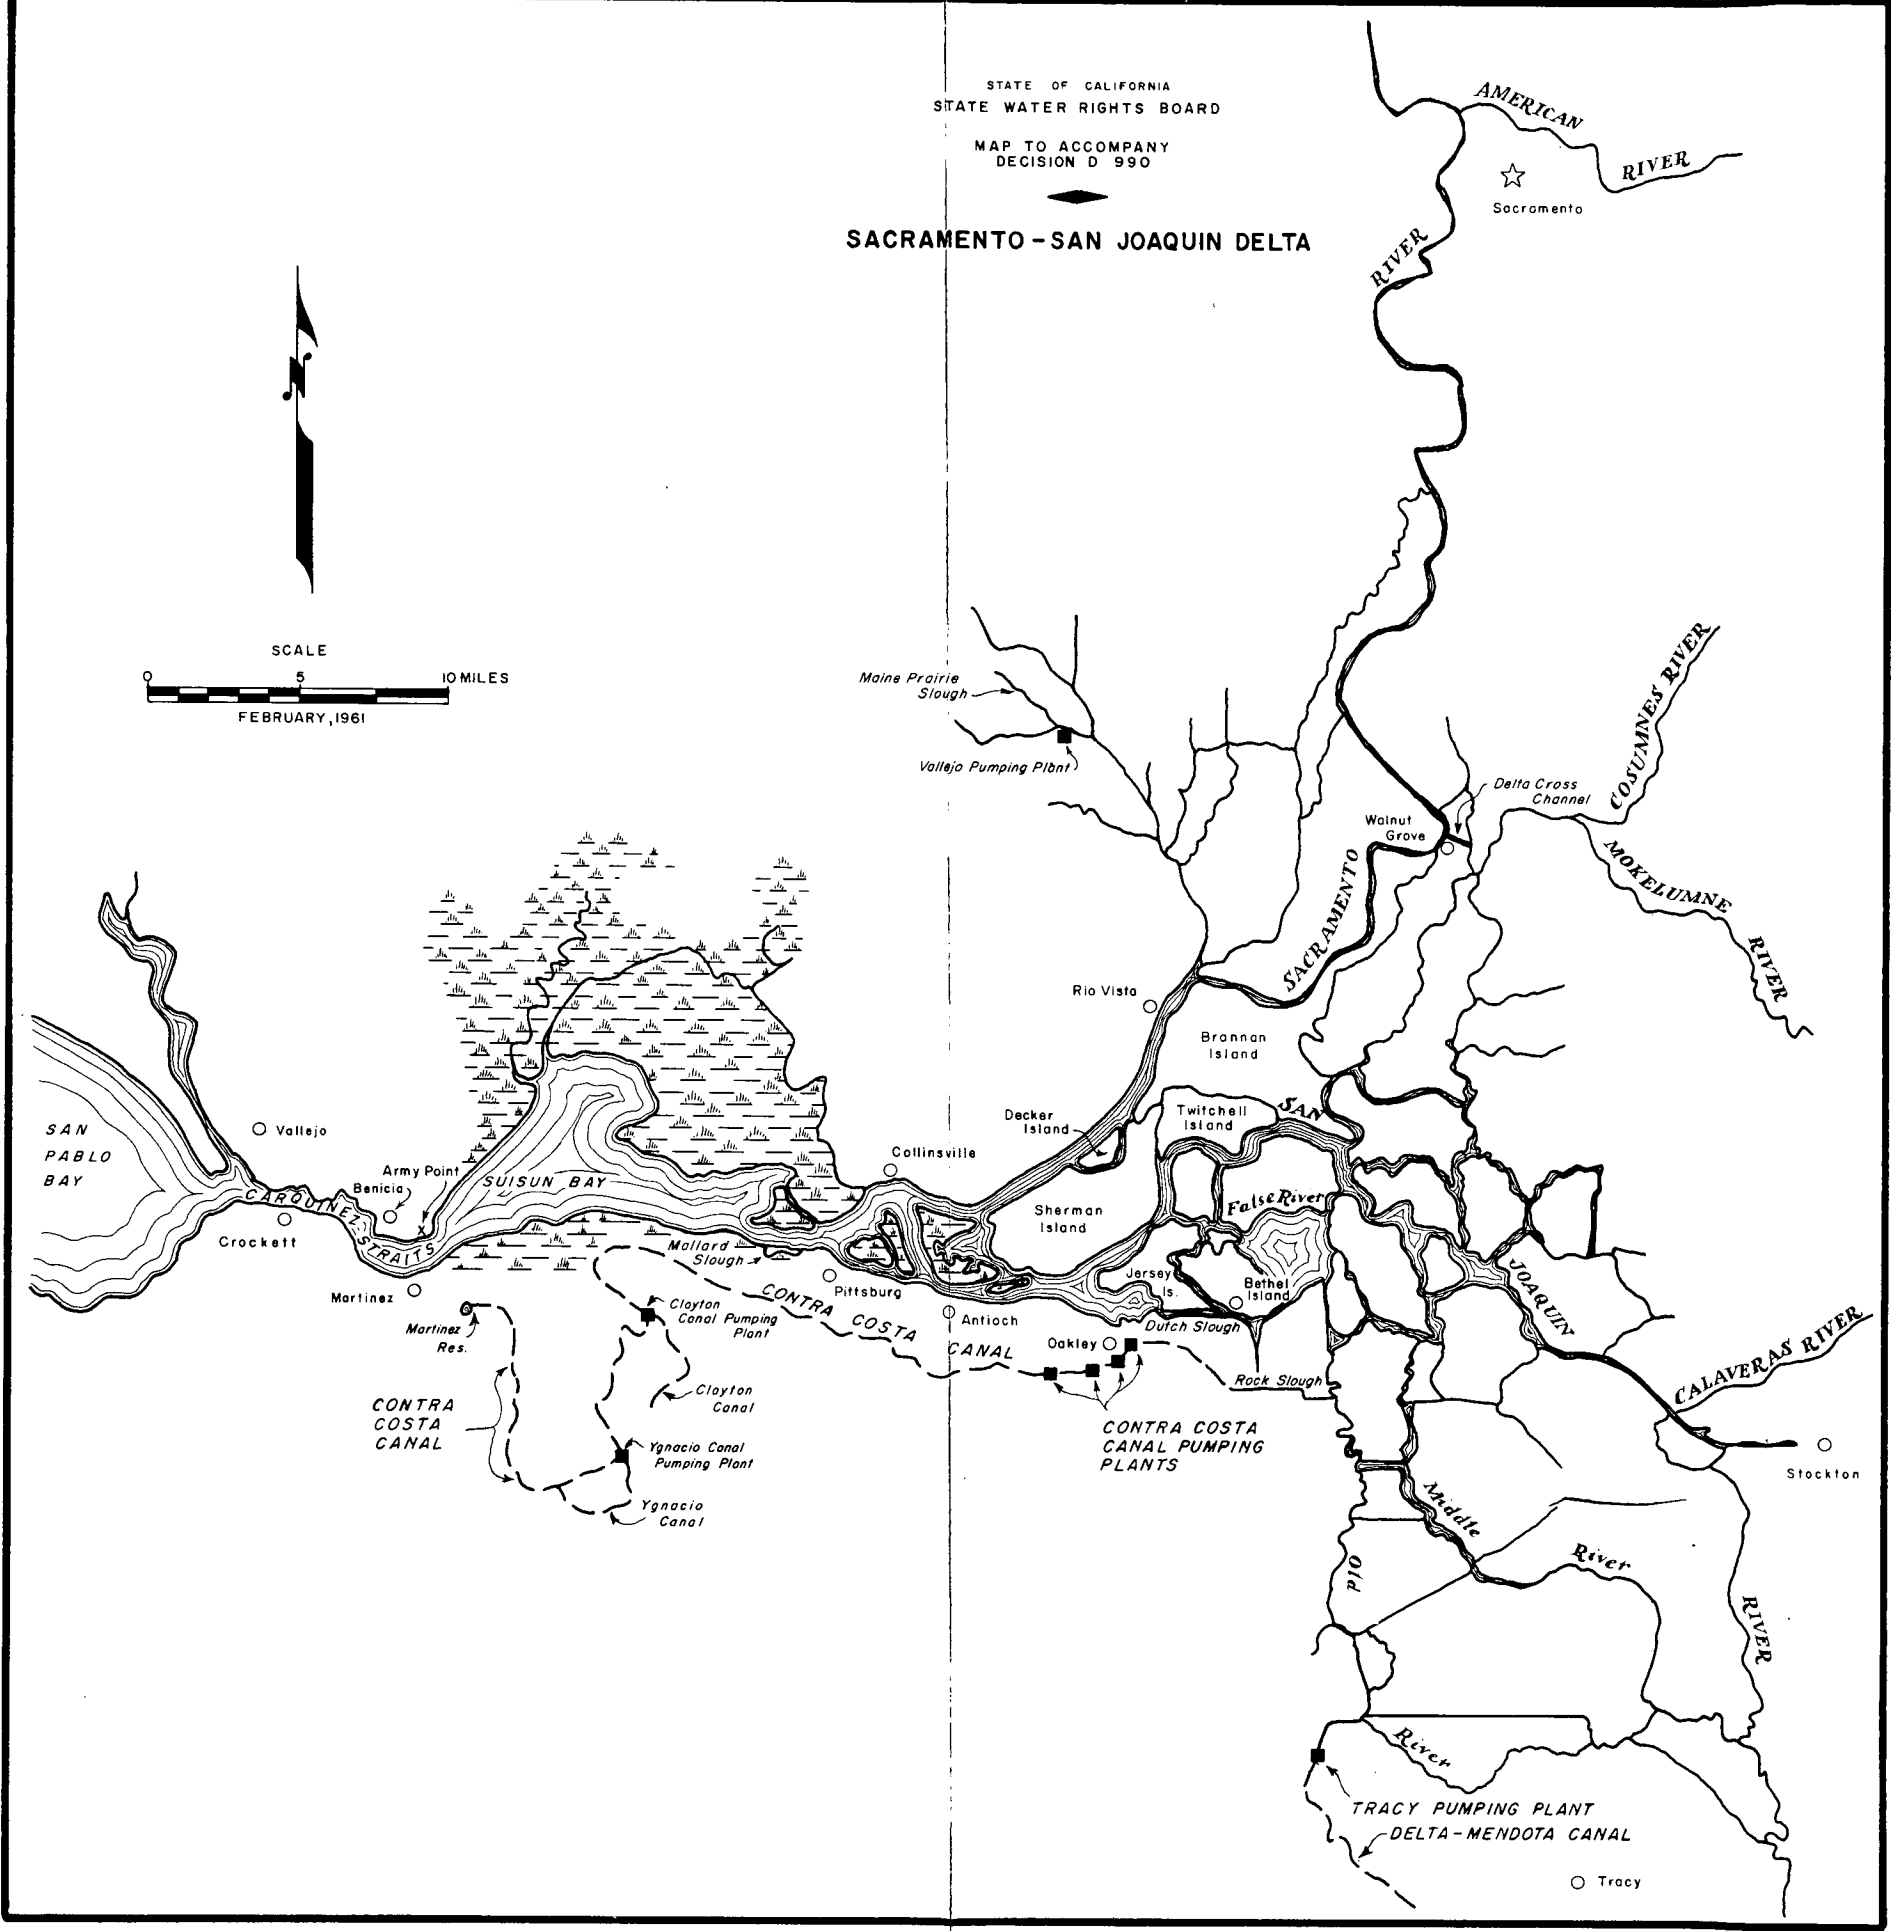 STATE OF CALIFORNIA
STATE WATER RIGHTS BOARD
MAP TO ACCOMPANY
DECISION D 990
SACRAMENTO-SAN JOAQUIN DELTA
AMERICAN
RIVER
Sacramento
RIVER
N
SCALE
0 5 10 MILES
FEBRUARY, 1961
Maine Prairie
Slough
Vallejo Pumping Plant
COSUMNES RIVER
Delta Cross
Channel
Walnut
Grove
MOKELUMNE
RIVER
SACRAMENTO
Rio Vista
Brannan
Island
Decker
Island
Twitchell
Island
SAN
SAN
PABLO
BAY
Vallejo
Army Point
Benicia
X
SUISUN BAY
Collinsville
CARQUINEZ STRAITS
Crockett
Sherman
Island
False River
Mallard
Slough
Martinez
Pittsburg
Jersey
Is.
Bethel
Island
JOAQUIN
Martinez
Res.
Clayton
Canal Pumping
Plant
CONTRA COSTA CANAL
Antioch
Dutch Slough
Oakley
CALAVERAS RIVER
Clayton
Canal
Rock Slough
CONTRA
COSTA
CANAL
CONTRA COSTA
CANAL PUMPING
PLANTS
Ygnacio Canal
Pumping Plant
Stockton
Ygnacio
Canal
Middle
River
Old
RIVER
River
TRACY PUMPING PLANT
DELTA-MENDOTA CANAL
Tracy